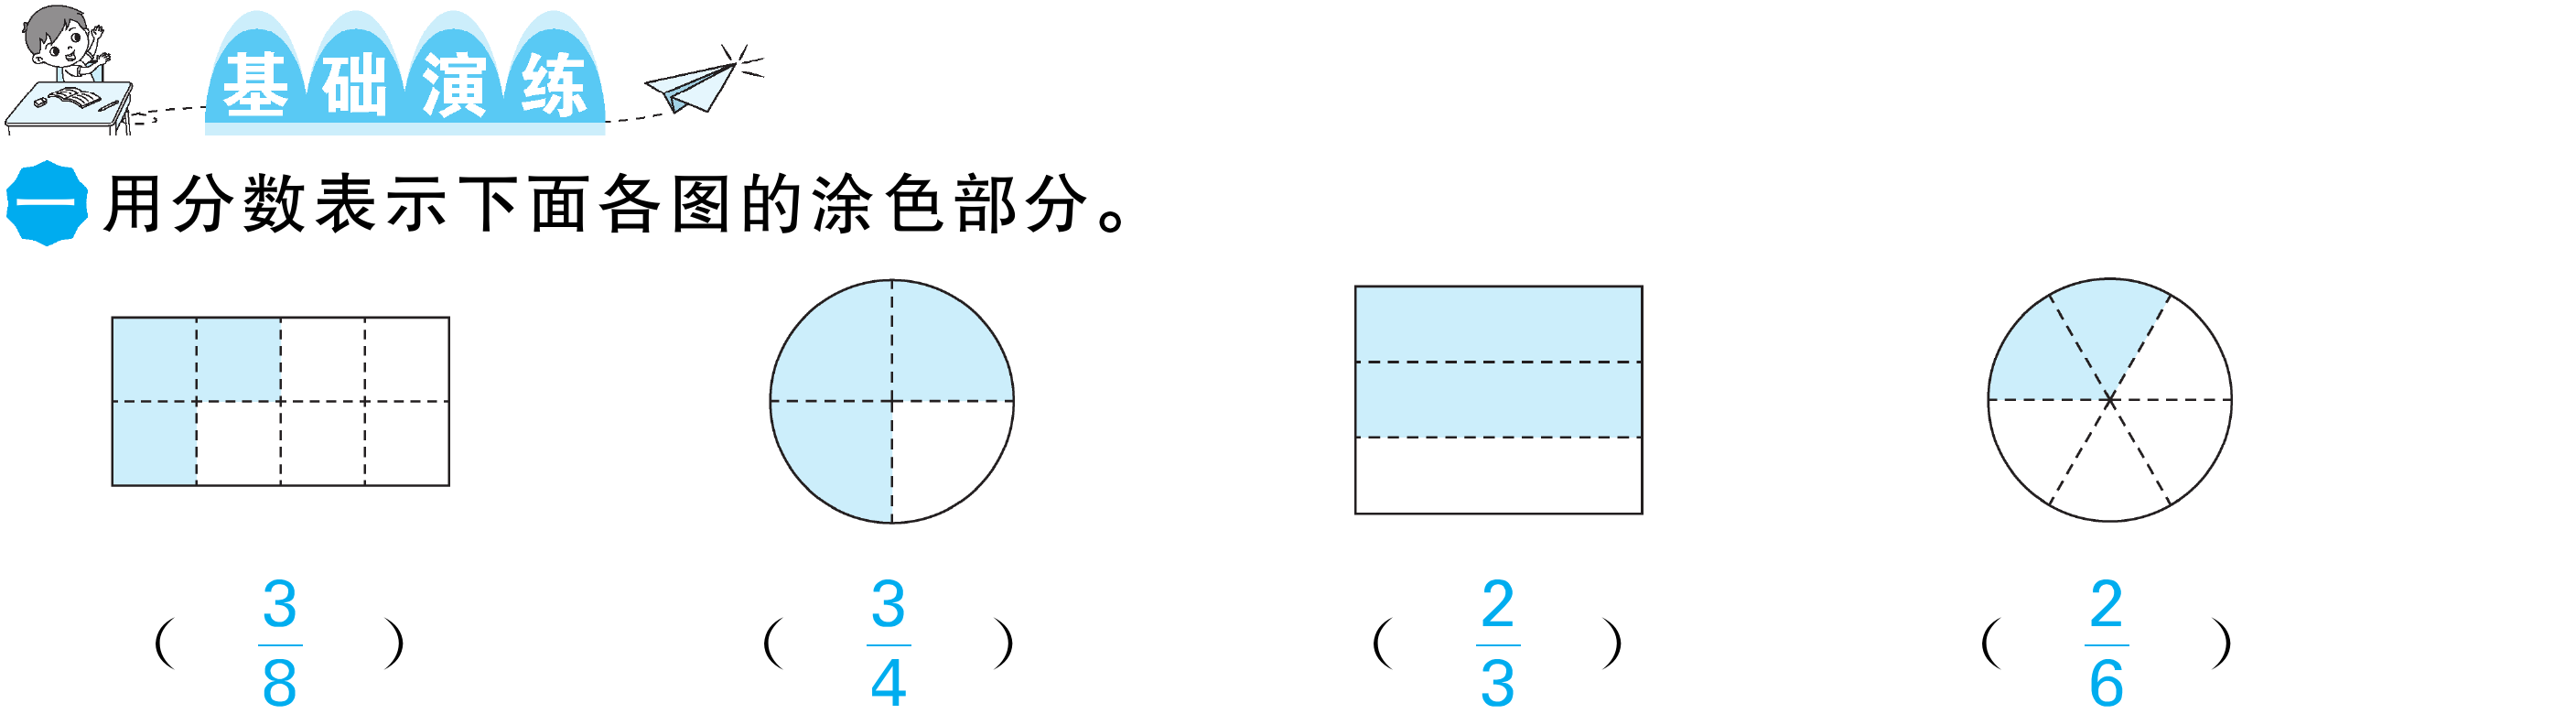 基础演练
一 用分数表示下面各图的涂色部分。
( 3/8 ) ( 3/4 ) ( 2/3 ) ( 2/6 )